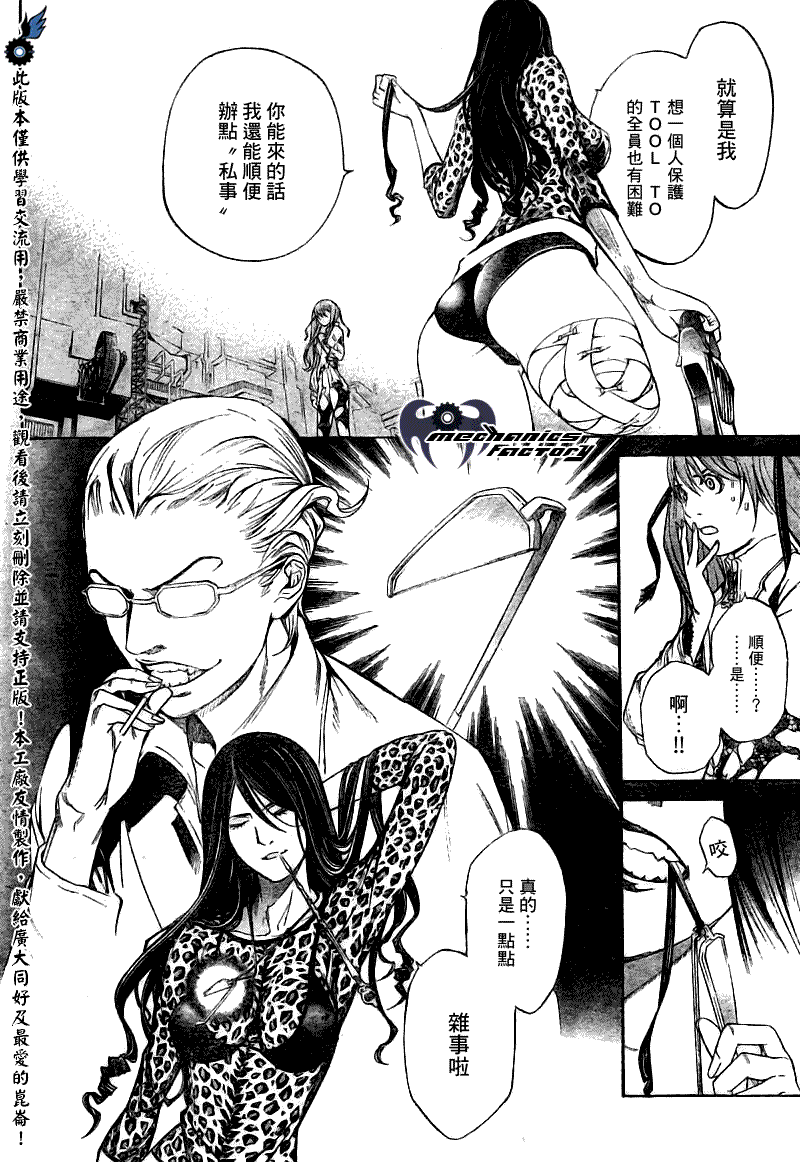 就算是我
想一個人保護
TOOL TO
的全員也有困難
你能來的話
我還能順便
辦點〝私事〞
mechanics
factory
順便……?
……是……
啊…!!
咬
真的……
只是一點點
雜事啦
此版本僅供學習交流用，嚴禁商業用途，觀看後請立刻刪除並請支持正版！本工廠友情製作，獻給廣大同好及最愛的崑崙！